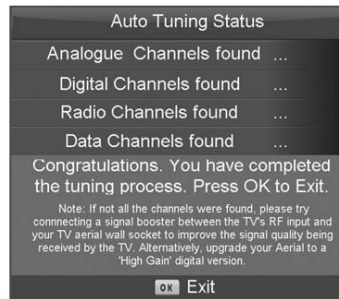 Auto Tuning Status
Analogue Channels found ...
Digital Channels found ...
Radio Channels found ...
Data Channels found ...
Congratulations. You have completed
the tuning process. Press OK to Exit.
Note: If not all the channels were found, please try
connnecting a signal booster between the TV's RF input and
your TV aerial wall socket to improve the signal quality being
received by the TV. Alternatively, upgrade your Aerial to a
'High Gain' digital version.
OK Exit